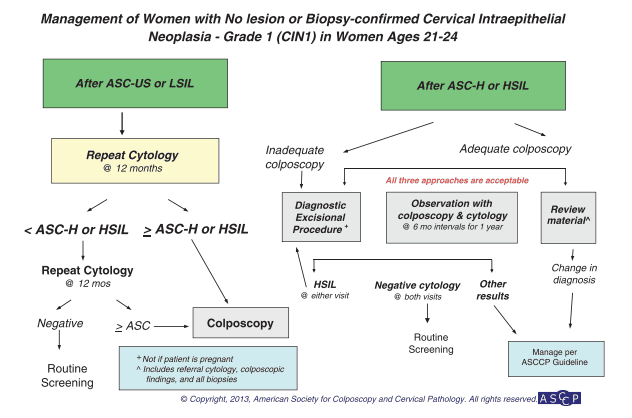 Management of Women with No lesion or Biopsy-confirmed Cervical Intraepithelial
Neoplasia - Grade 1 (CIN1) in Women Ages 21-24
After ASC-US or LSIL
After ASC-H or HSIL
Repeat Cytology
@ 12 months
Inadequate
colposcopy
Adequate colposcopy
All three approaches are acceptable
Diagnostic
Excisional
Procedure +
Observation with
colposcopy & cytology
@ 6 mo intervals for 1 year
Review
material^
< ASC-H or HSIL
≥ ASC-H or HSIL
Repeat Cytology
@ 12 mos
Change in
diagnosis
HSIL
@ either visit
Negative cytology
@ both visits
Other
results
Negative
≥ ASC
Colposcopy
Routine
Screening
Manage per
ASCCP Guideline
Routine
Screening
+ Not if patient is pregnant
^ Includes referral cytology, colposcopic
findings, and all biopsies
© Copyright, 2013, American Society for Colposcopy and Cervical Pathology. All rights reserved.
ASCCP